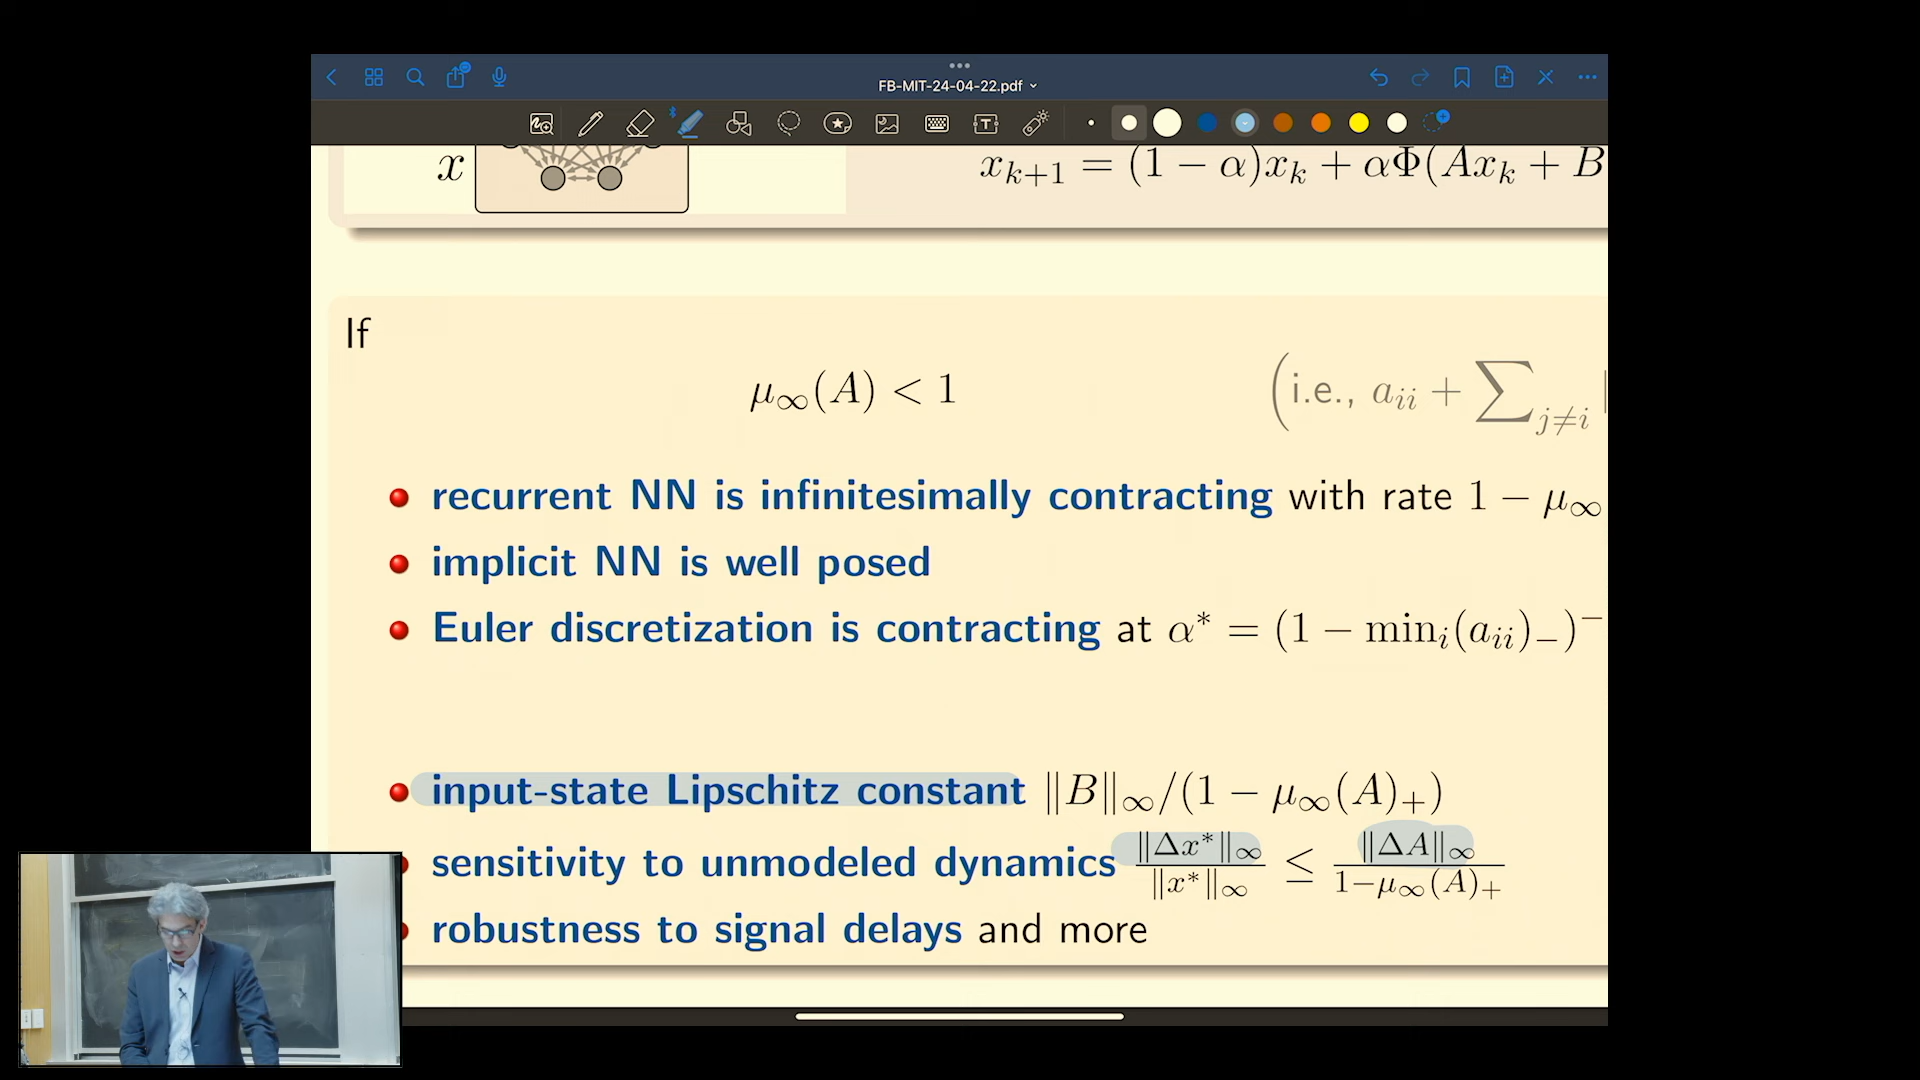 FB-MIT-24-04-22.pdf
x
x_{k+1} = (1 − α)x_k + αΦ(Ax_k + B
If
μ_∞(A) < 1
(i.e., a_{ii} + ∑_{j≠i} |
recurrent NN is infinitesimally contracting with rate 1 − μ_∞
implicit NN is well posed
Euler discretization is contracting at α* = (1 − min_i(a_{ii})_−)^−
input-state Lipschitz constant ‖B‖_∞/(1 − μ_∞(A)_+)
sensitivity to unmodeled dynamics ‖Δx*‖_∞/‖x*‖_∞ ≤ ‖ΔA‖_∞/1−μ_∞(A)_+
robustness to signal delays and more